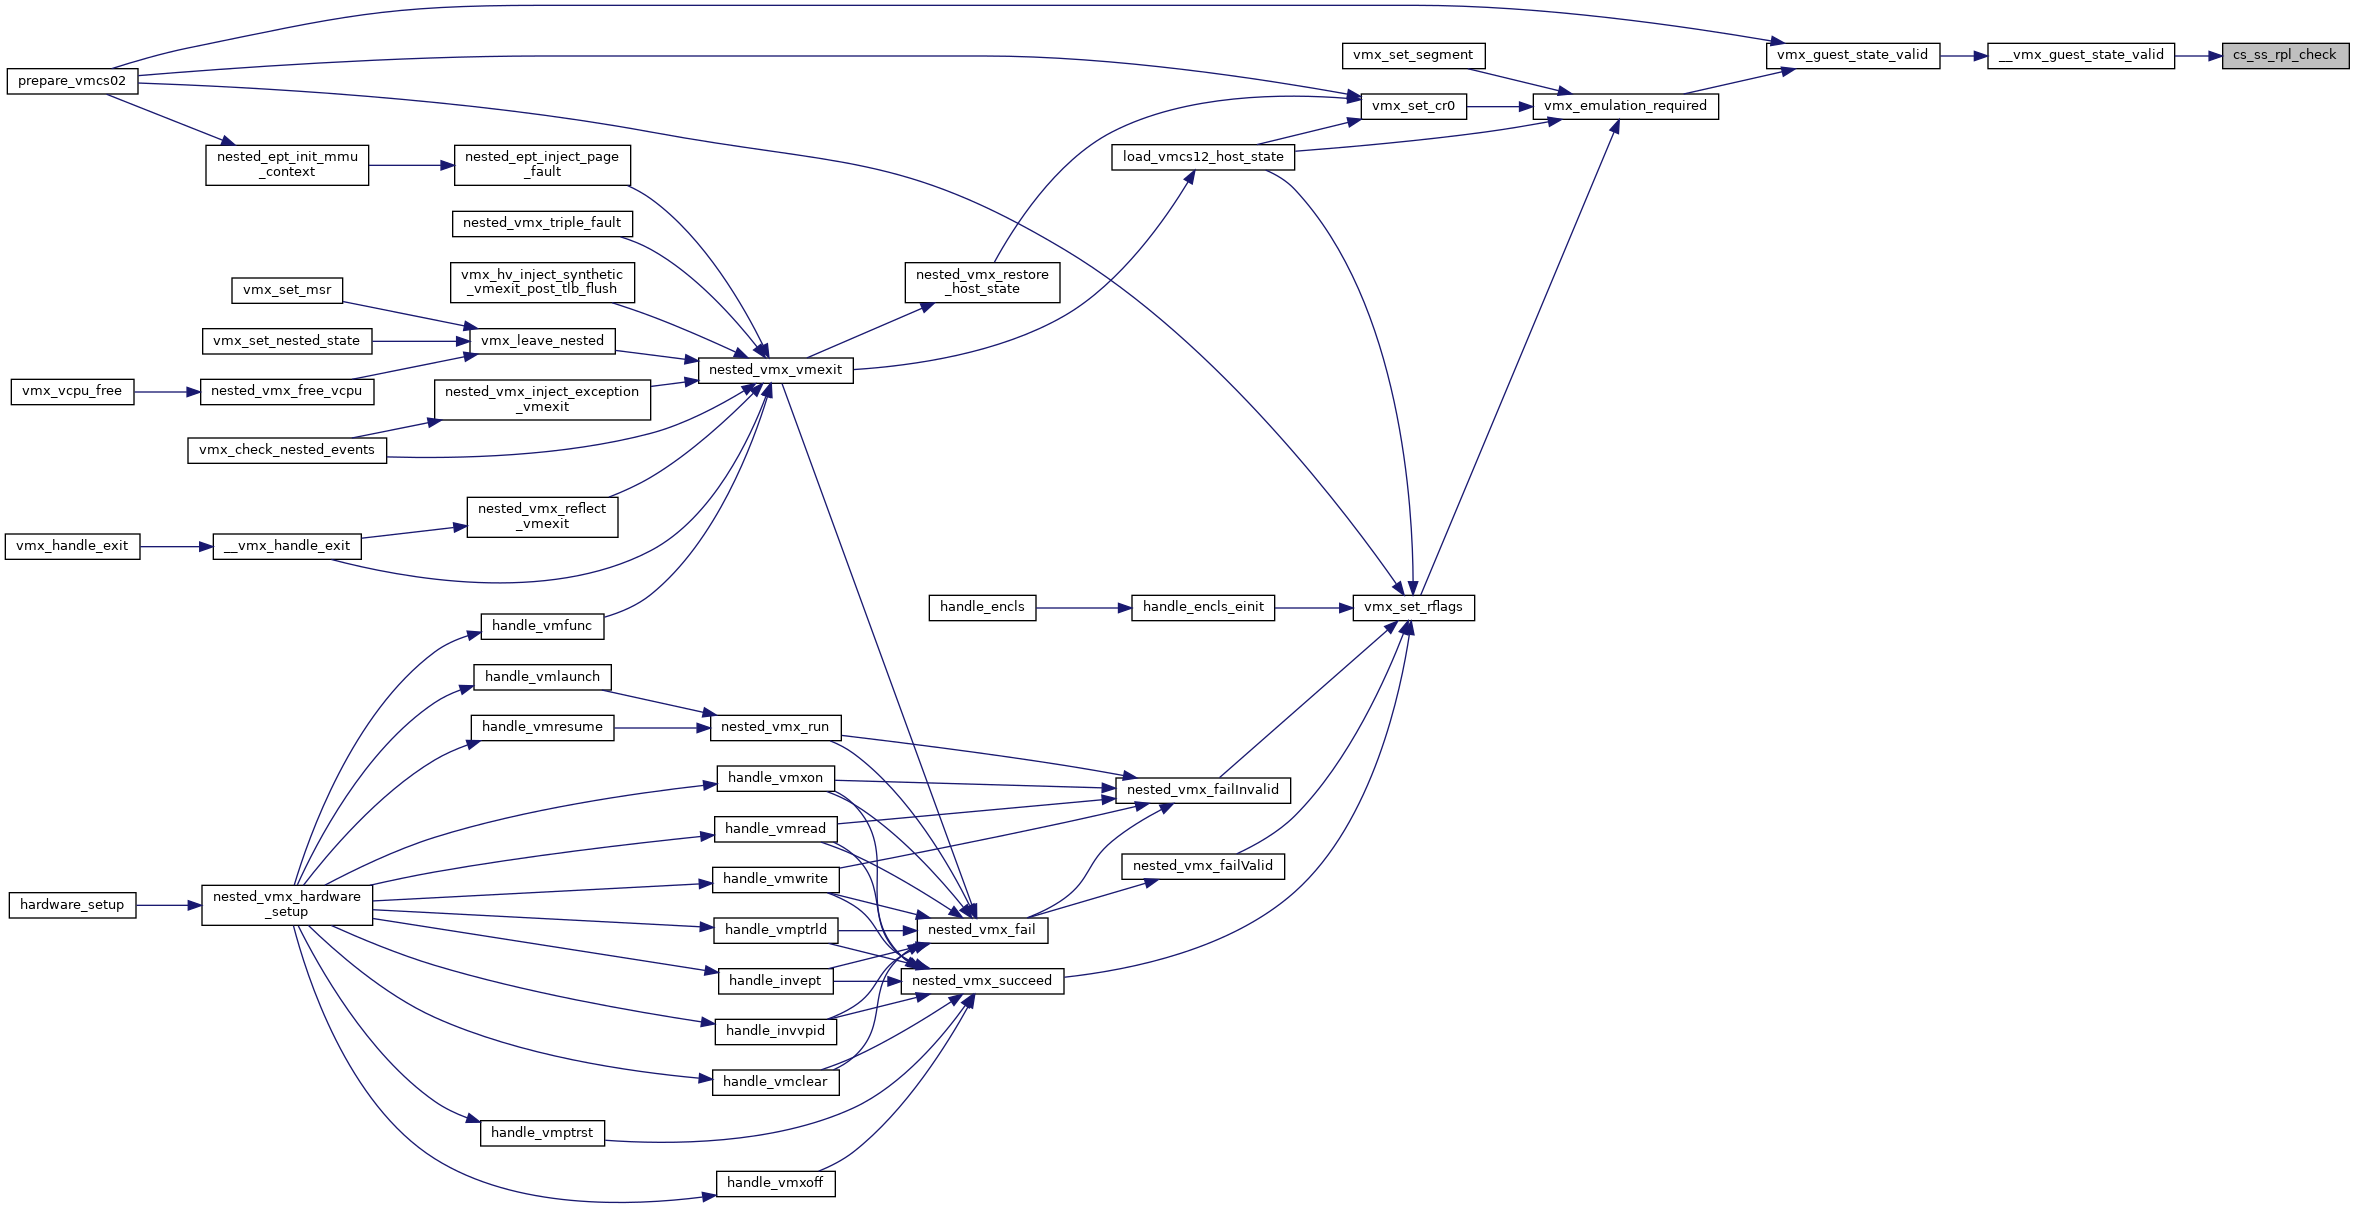 vmx_set_segment
vmx_guest_state_valid
__vmx_guest_state_valid
cs_ss_rpl_check
prepare_vmcs02
vmx_set_cr0
vmx_emulation_required
nested_ept_init_mmu
_context
nested_ept_inject_page
_fault
load_vmcs12_host_state
nested_vmx_triple_fault
vmx_hv_inject_synthetic
_vmexit_post_tlb_flush
nested_vmx_restore
_host_state
vmx_set_msr
vmx_set_nested_state
vmx_leave_nested
nested_vmx_vmexit
vmx_vcpu_free
nested_vmx_free_vcpu
nested_vmx_inject_exception
_vmexit
vmx_check_nested_events
nested_vmx_reflect
_vmexit
vmx_handle_exit
__vmx_handle_exit
handle_encls
handle_encls_einit
vmx_set_rflags
handle_vmfunc
handle_vmlaunch
handle_vmresume
nested_vmx_run
handle_vmxon
nested_vmx_failInvalid
handle_vmread
nested_vmx_failValid
handle_vmwrite
hardware_setup
nested_vmx_hardware
_setup
handle_vmptrld
nested_vmx_fail
handle_invept
nested_vmx_succeed
handle_invvpid
handle_vmclear
handle_vmptrst
handle_vmxoff